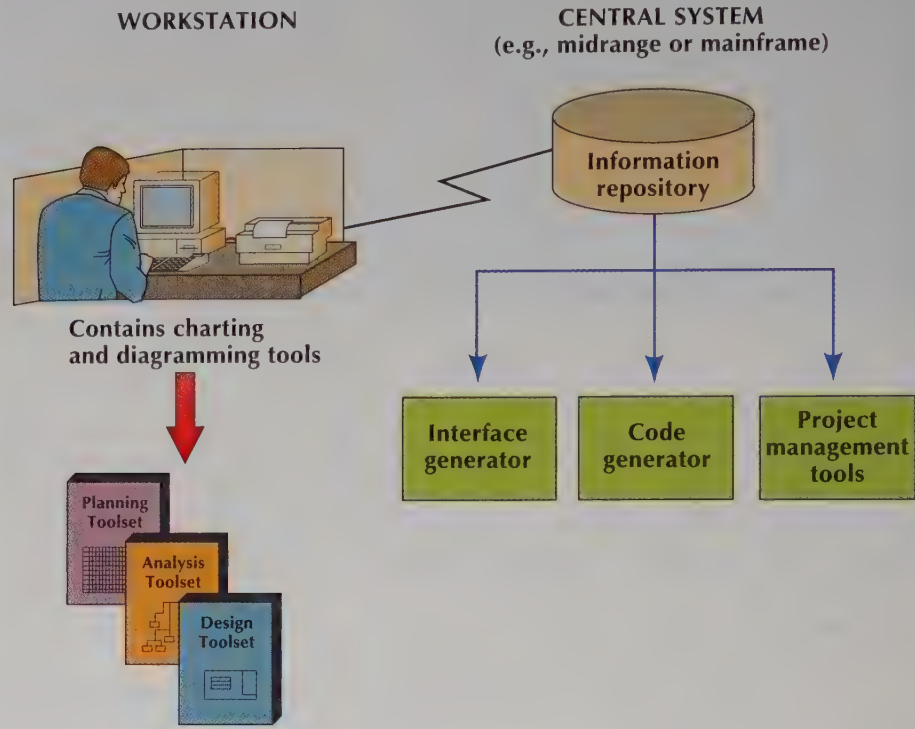 WORKSTATION
CENTRAL SYSTEM
(e.g., midrange or mainframe)
Information
repository
Contains charting
and diagramming tools
Interface
generator
Code
generator
Project
management
tools
Planning
Toolset
Analysis
Toolset
Design
Toolset